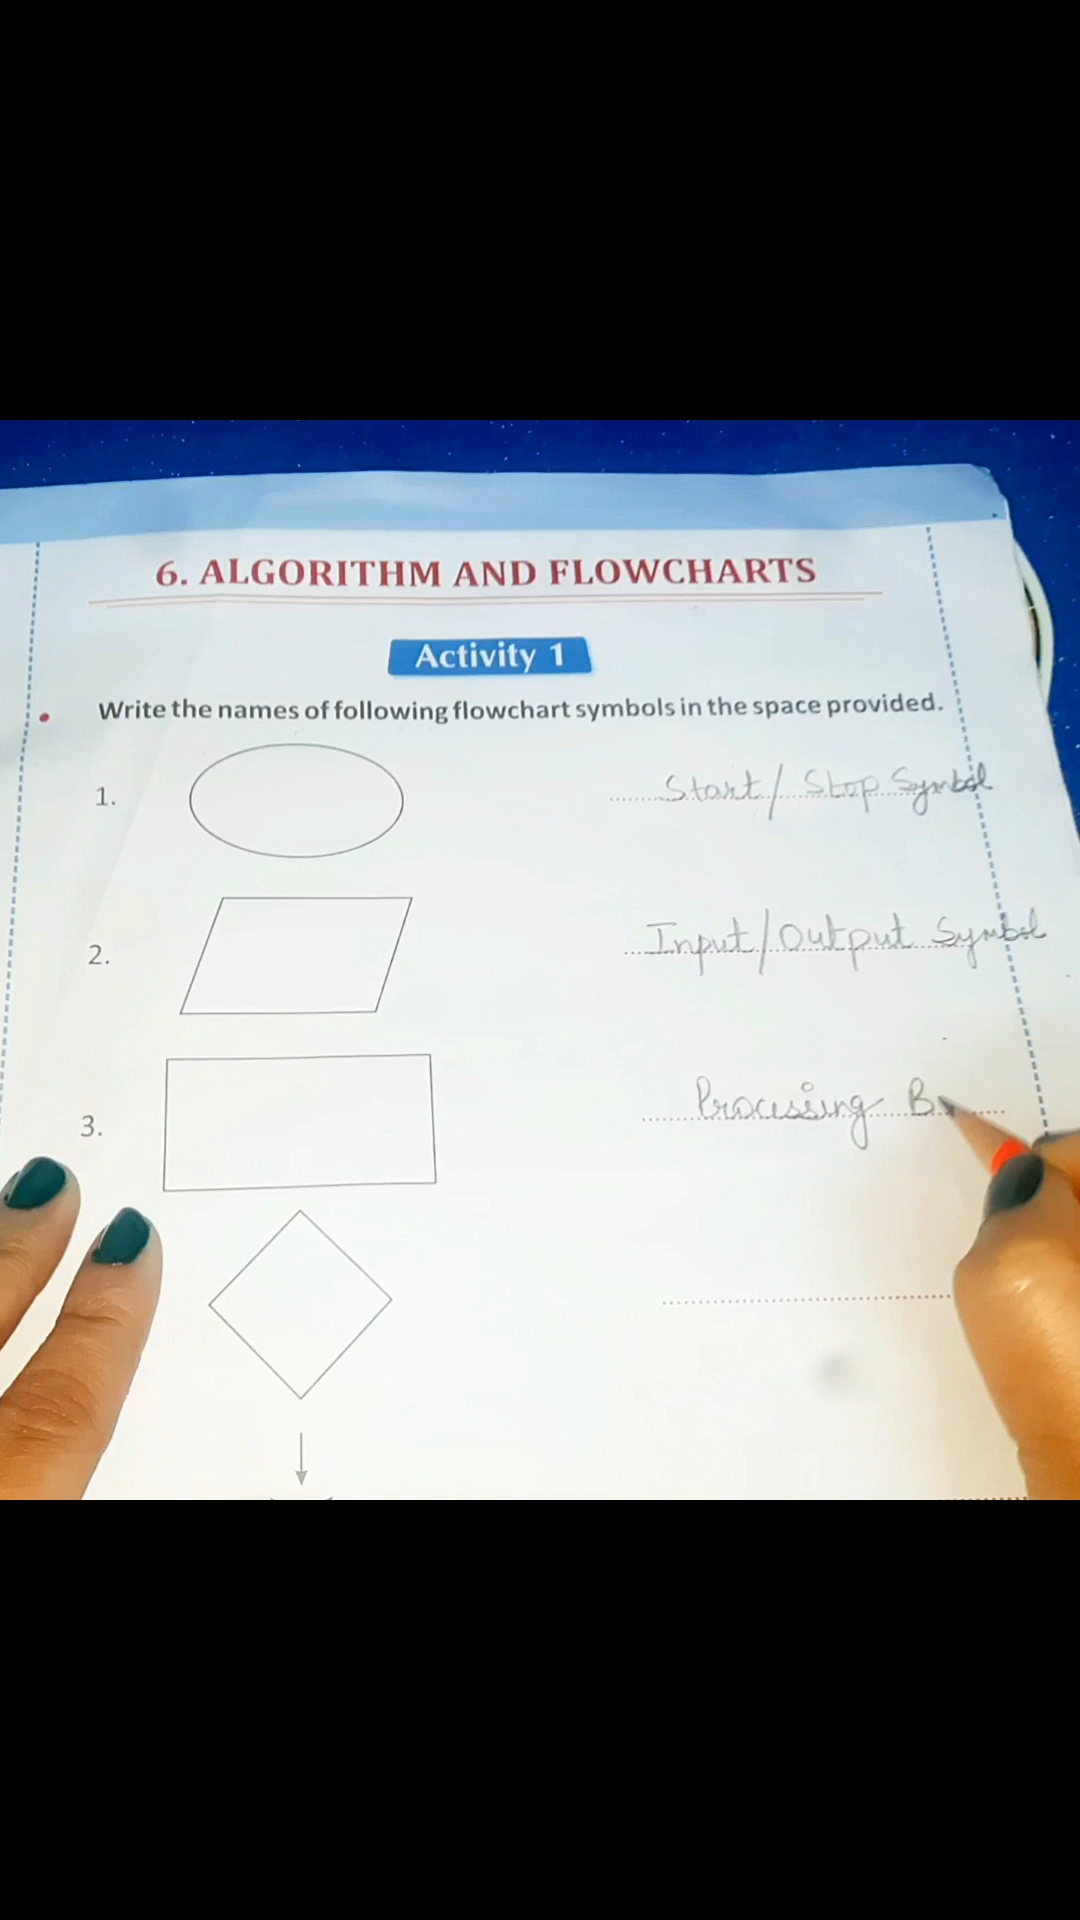 6. ALGORITHM AND FLOWCHARTS
Activity 1
Write the names of following flowchart symbols in the space provided.
1. Start / Stop Symbol
2. Input / Output Symbol
3. Processing B